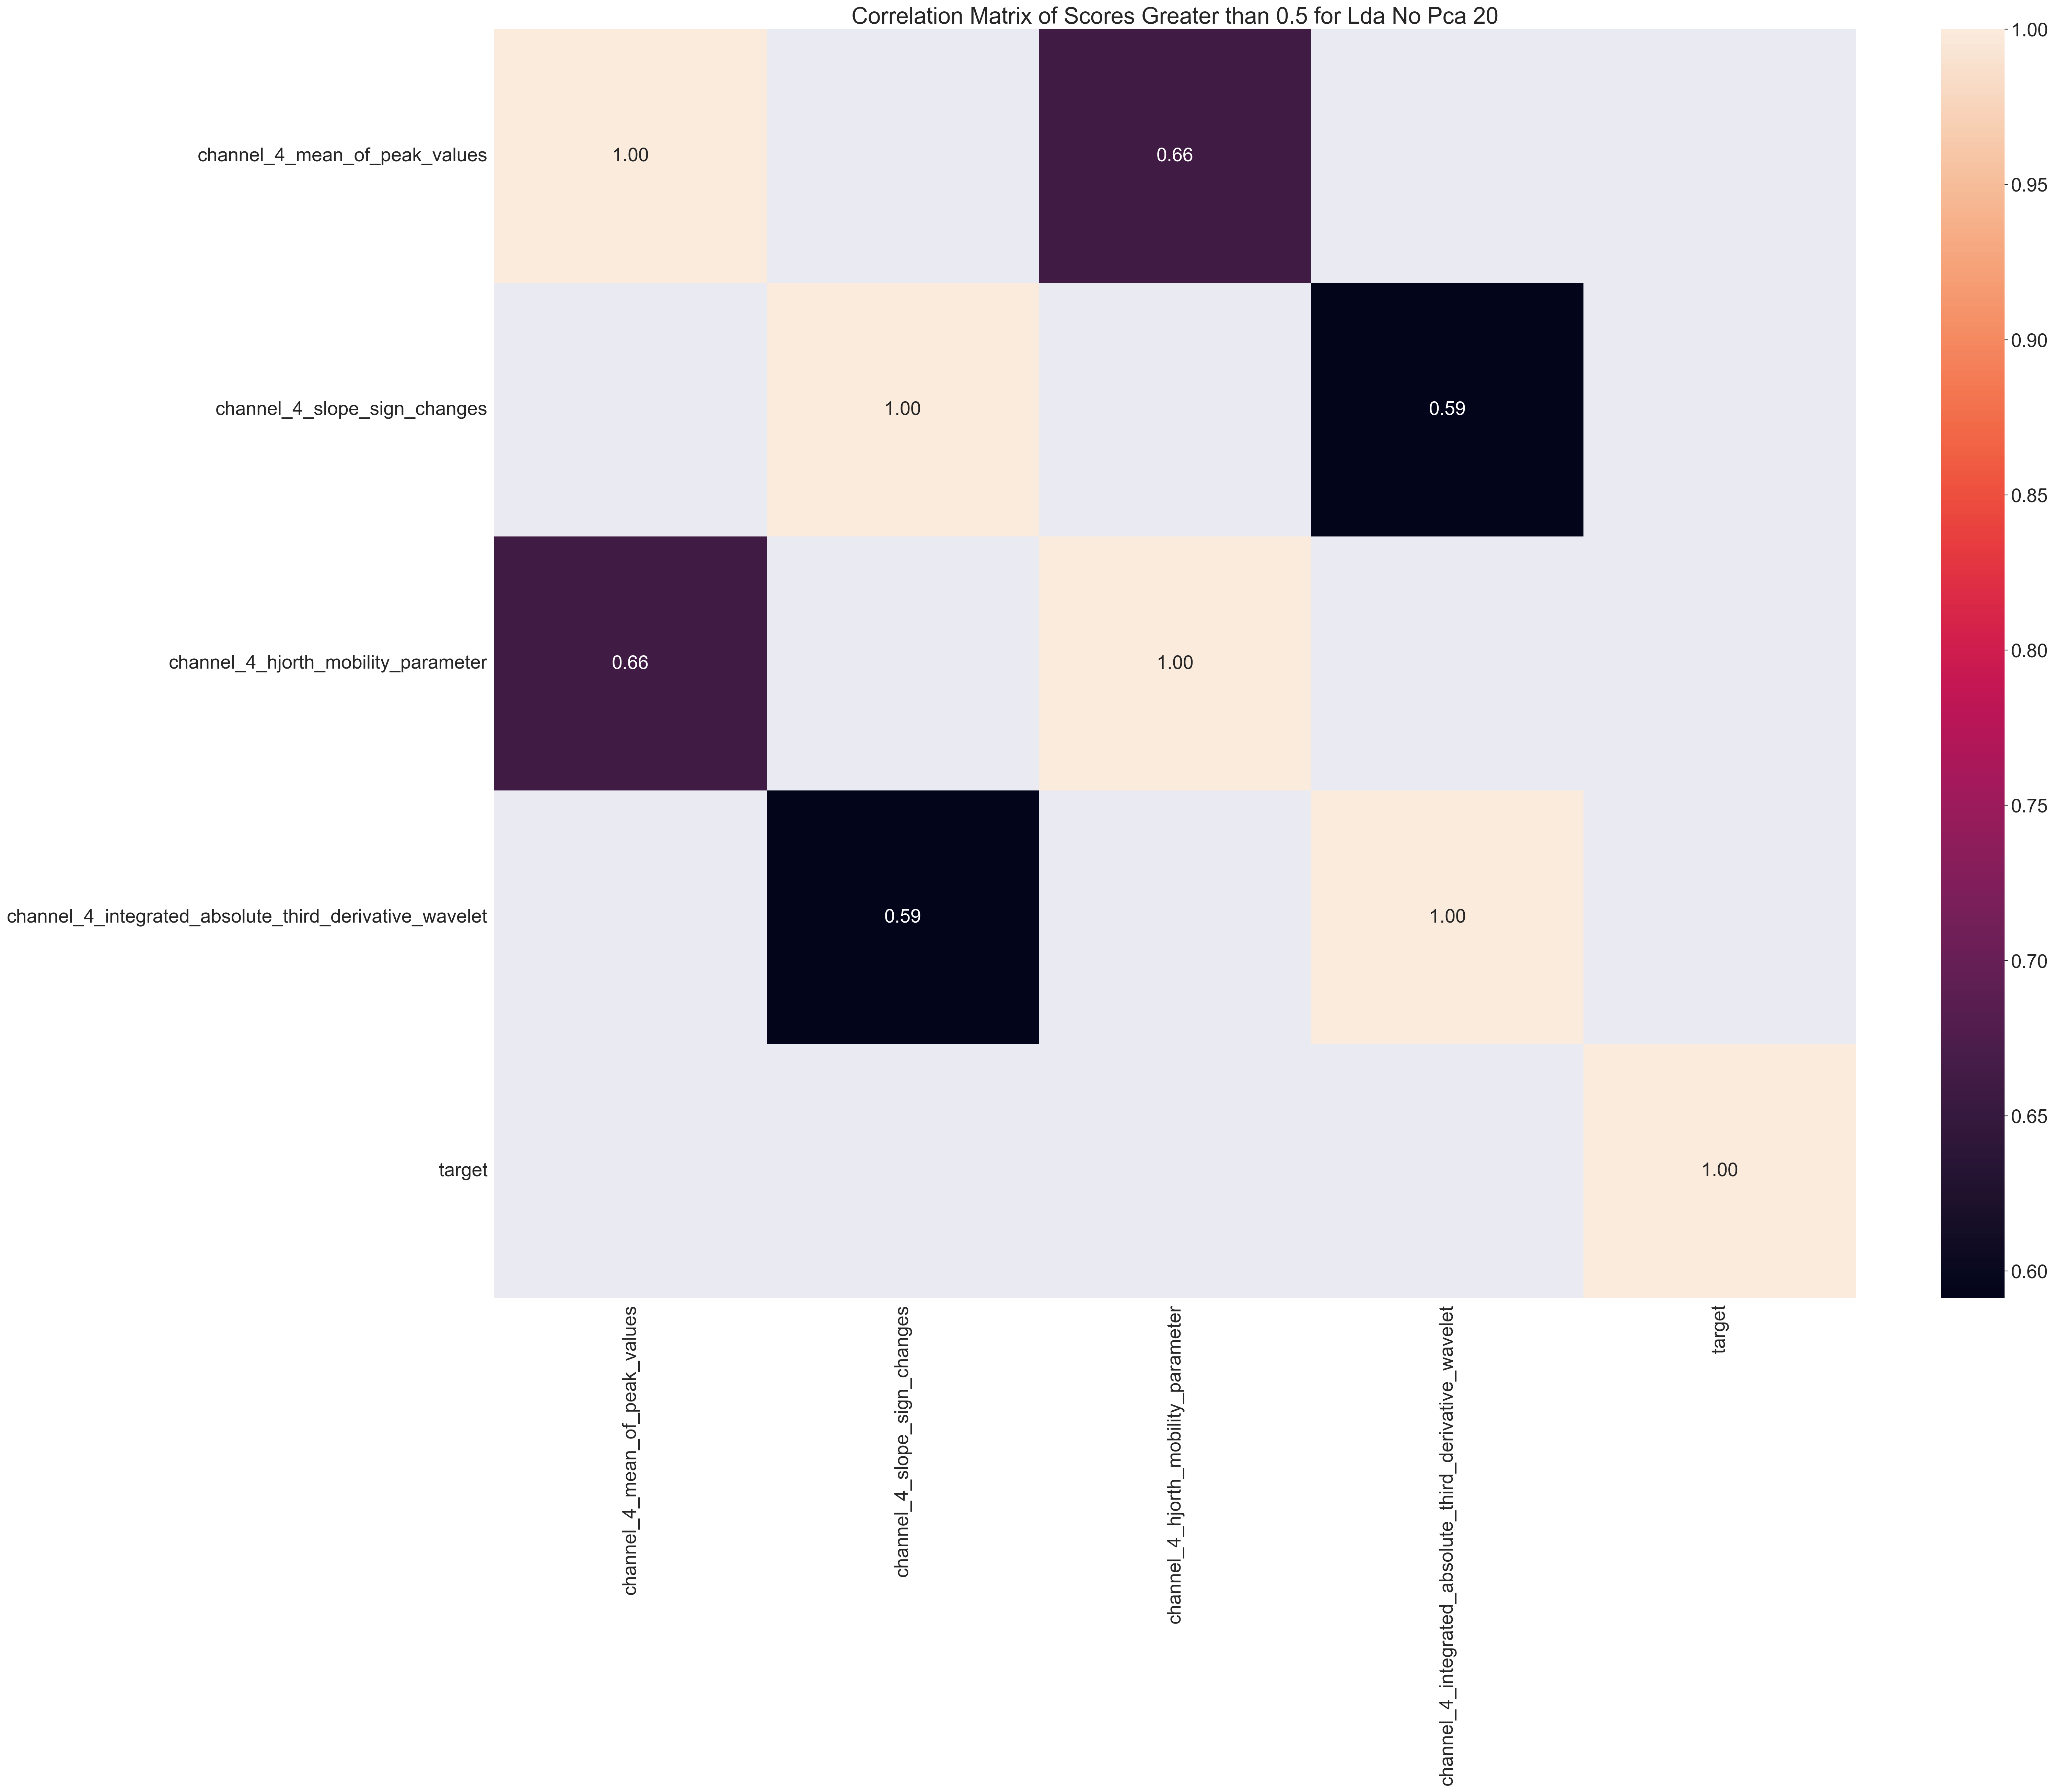 Correlation Matrix of Scores Greater than 0.5 for Lda No Pca 20
channel_4_mean_of_peak_values
1.00
0.66
channel_4_slope_sign_changes
1.00
0.59
channel_4_hjorth_mobility_parameter
0.66
1.00
channel_4_integrated_absolute_third_derivative_wavelet
0.59
1.00
target
1.00
channel_4_mean_of_peak_values
channel_4_slope_sign_changes
channel_4_hjorth_mobility_parameter
channel_4_integrated_absolute_third_derivative_wavelet
target
1.00
0.95
0.90
0.85
0.80
0.75
0.70
0.65
0.60